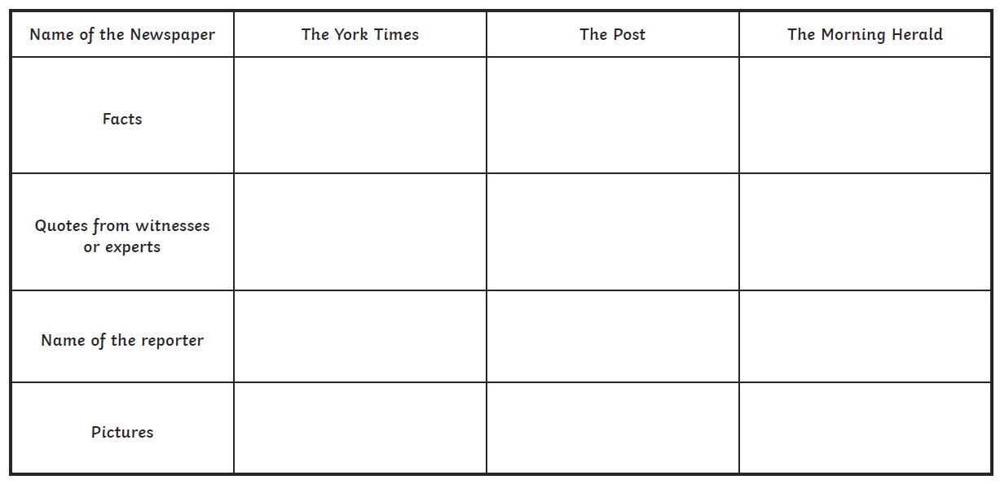 Name of the Newspaper
The York Times
The Post
The Morning Herald
Facts
Quotes from witnesses
or experts
Name of the reporter
Pictures